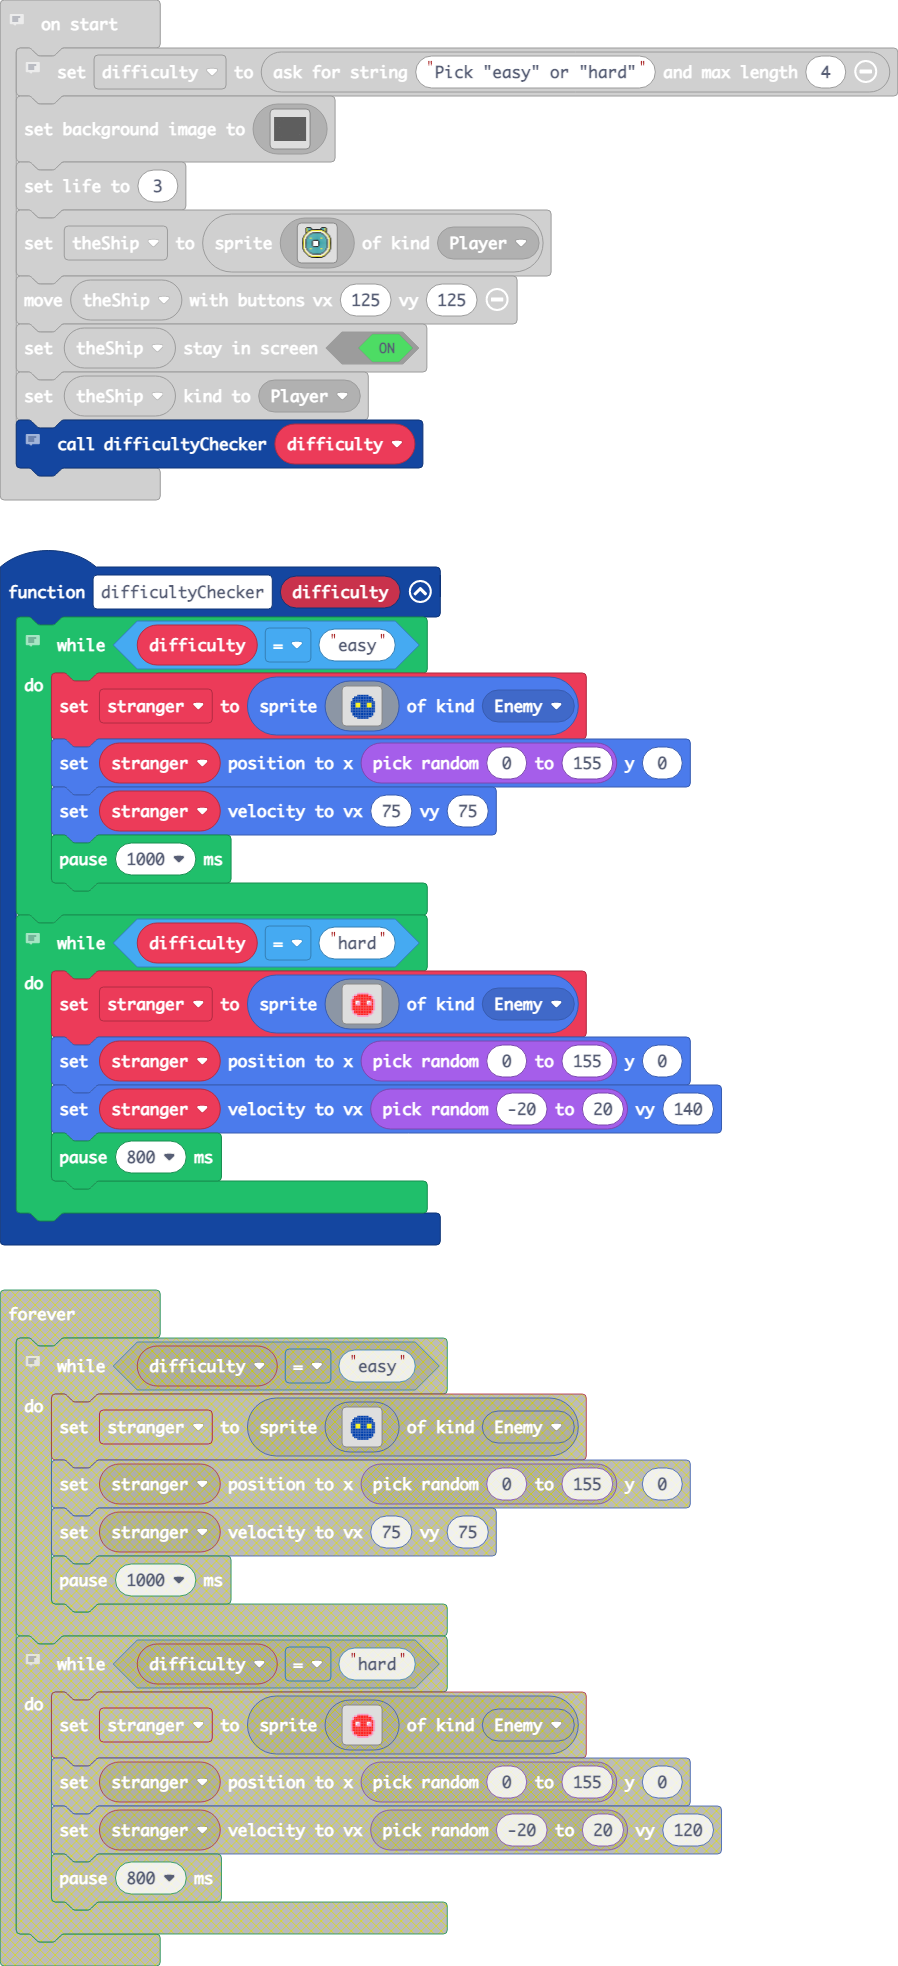 on start
set difficulty to ask for string "Pick "easy" or "hard"" and max length 4
set background image to
set life to 3
set theShip to sprite of kind Player
move theShip with buttons vx 125 vy 125
set theShip stay in screen ON
set theShip kind to Player
call difficultyChecker difficulty
function difficultyChecker difficulty
while difficulty = "easy"
do
set stranger to sprite of kind Enemy
set stranger position to x pick random 0 to 155 y 0
set stranger velocity to vx 75 vy 75
pause 1000 ms
while difficulty = "hard"
do
set stranger to sprite of kind Enemy
set stranger position to x pick random 0 to 155 y 0
set stranger velocity to vx pick random -20 to 20 vy 140
pause 800 ms
forever
while difficulty = "easy"
do
set stranger to sprite of kind Enemy
set stranger position to x pick random 0 to 155 y 0
set stranger velocity to vx 75 vy 75
pause 1000 ms
while difficulty = "hard"
do
set stranger to sprite of kind Enemy
set stranger position to x pick random 0 to 155 y 0
set stranger velocity to vx pick random -20 to 20 vy 120
pause 800 ms